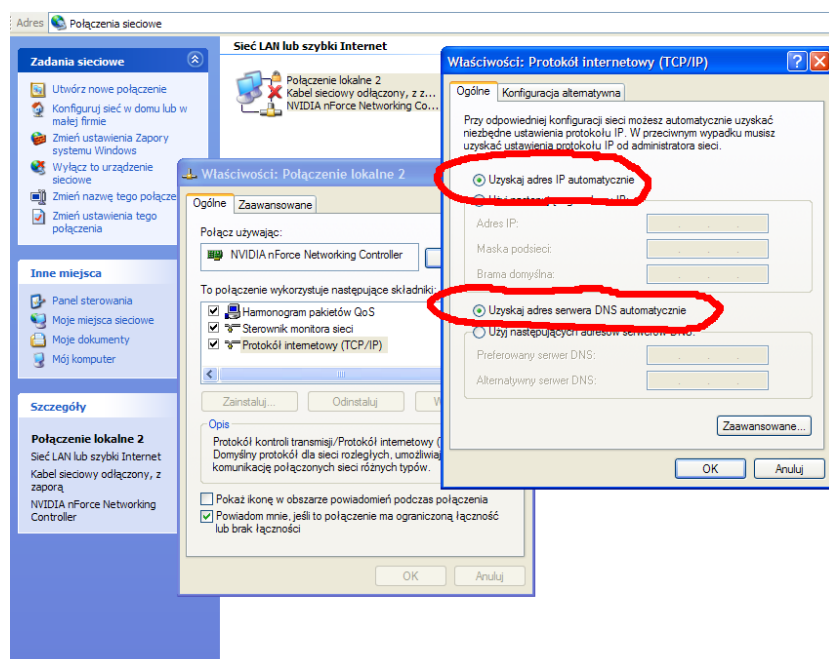 Adres Połączenia sieciowe
Zadania sieciowe
Utwórz nowe połączenie
Konfiguruj sieć w domu lub w
małej firmie
Zmień ustawienia Zapory
systemu Windows
Wyłącz to urządzenie
sieciowe
Zmień nazwę tego połącze
Zmień ustawienia tego
połączenia
Inne miejsca
Panel sterowania
Moje miejsca sieciowe
Moje dokumenty
Mój komputer
Szczegóły
Połączenie lokalne 2
Sieć LAN lub szybki Internet
Kabel sieciowy odłączony, z
zaporą
NVIDIA nForce Networking
Controller
Sieć LAN lub szybki Internet
Połączenie lokalne 2
Kabel sieciowy odłączony, z z...
NVIDIA nForce Networking Co...
Właściwości: Połączenie lokalne 2
Ogólne Zaawansowane
Połącz używając:
NVIDIA nForce Networking Controller
To połączenie wykorzystuje następujące składniki:
Harmonogram pakietów QoS
Sterownik monitora sieci
Protokół internetowy (TCP/IP)
Zainstaluj... Odinstaluj W
Opis
Protokół kontroli transmisji/Protokół internetowy (
Domyślny protokół dla sieci rozległych, umożliwiaj
komunikację połączonych sieci różnych typów.
Pokaż ikonę w obszarze powiadomień podczas połączenia
Powiadom mnie, jeśli to połączenie ma ograniczoną łączność
lub brak łączności
OK Anuluj
Właściwości: Protokół internetowy (TCP/IP)
Ogólne Konfiguracja alternatywna
Przy odpowiedniej konfiguracji sieci możesz automatycznie uzyskać
niezbędne ustawienia protokołu IP. W przeciwnym wypadku musisz
uzyskać ustawienia protokołu IP od administratora sieci.
Uzyskaj adres IP automatycznie
IP:
Adres IP:
Maska podsieci:
Brama domyślna:
Uzyskaj adres serwera DNS automatycznie
Użyj następujących adresów serwerów DNS:
Preferowany serwer DNS:
Alternatywny serwer DNS:
Zaawansowane...
OK Anuluj